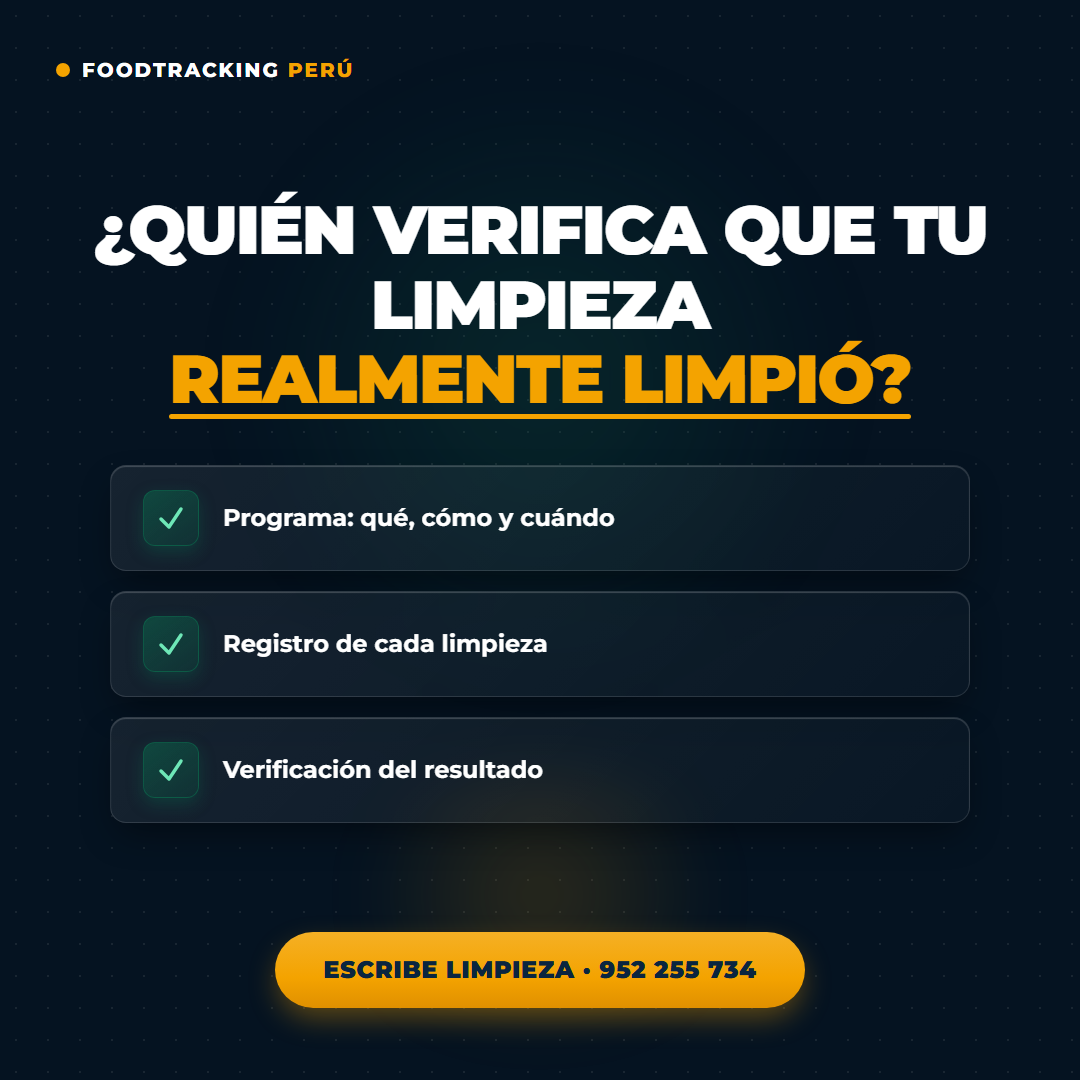 FOODTRACKING PERÚ
¿QUIÉN VERIFICA QUE TU
LIMPIEZA
REALMENTE LIMPIÓ?
Programa: qué, cómo y cuándo
Registro de cada limpieza
Verificación del resultado
ESCRIBE LIMPIEZA • 952 255 734